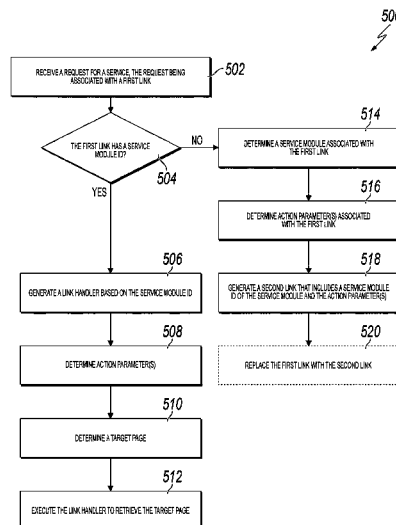 500
RECEIVE A REQUEST FOR A SERVICE, THE REQUEST BEING
ASSOCIATED WITH A FIRST LINK
502
THE FIRST LINK HAS A SERVICE
MODULE ID?
504
NO
YES
514
DETERMINE A SERVICE MODULE ASSOCIATED WITH
THE FIRST LINK
516
DETERMINE ACTION PARAMETER(S) ASSOCIATED
WITH THE FIRST LINK
518
GENERATE A SECOND LINK THAT INCLUDES A SERVICE MODULE
ID OF THE SERVICE MODULE AND THE ACTION PARAMETER(S)
520
REPLACE THE FIRST LINK WITH THE SECOND LINK
506
GENERATE A LINK HANDLER BASED ON THE SERVICE MODULE ID
508
DETERMINE ACTION PARAMETER(S)
510
DETERMINE A TARGET PAGE
512
EXECUTE THE LINK HANDLER TO RETRIEVE THE TARGET PAGE